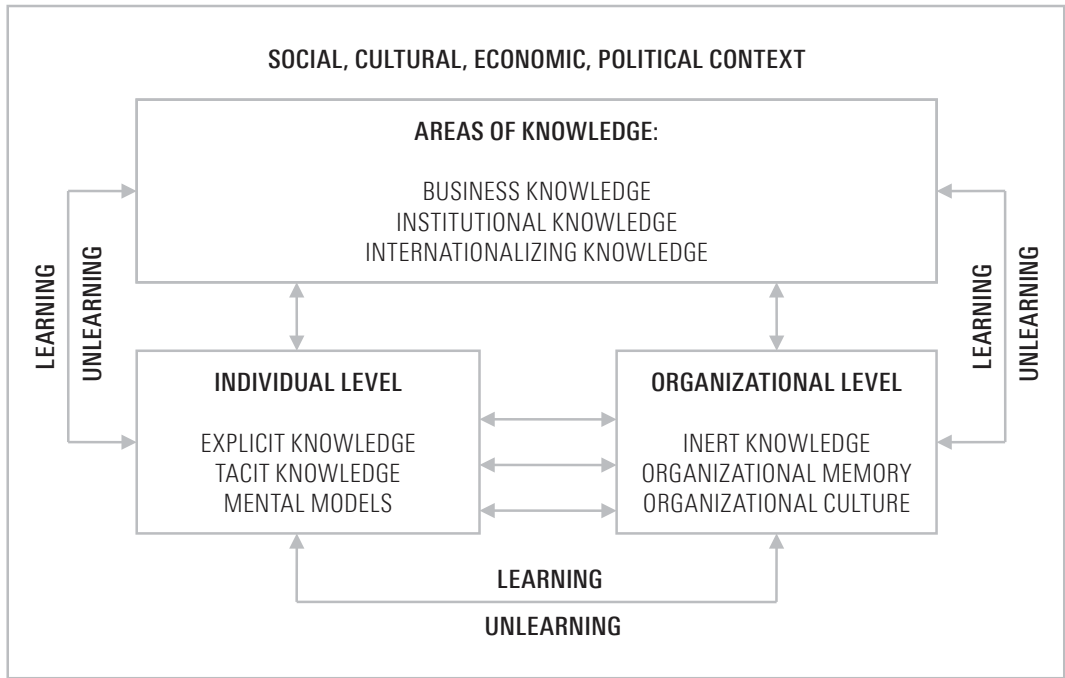 SOCIAL, CULTURAL, ECONOMIC, POLITICAL CONTEXT
AREAS OF KNOWLEDGE:
BUSINESS KNOWLEDGE
INSTITUTIONAL KNOWLEDGE
INTERNATIONALIZING KNOWLEDGE
LEARNING
UNLEARNING
LEARNING
UNLEARNING
INDIVIDUAL LEVEL
EXPLICIT KNOWLEDGE
TACIT KNOWLEDGE
MENTAL MODELS
ORGANIZATIONAL LEVEL
INERT KNOWLEDGE
ORGANIZATIONAL MEMORY
ORGANIZATIONAL CULTURE
LEARNING
UNLEARNING